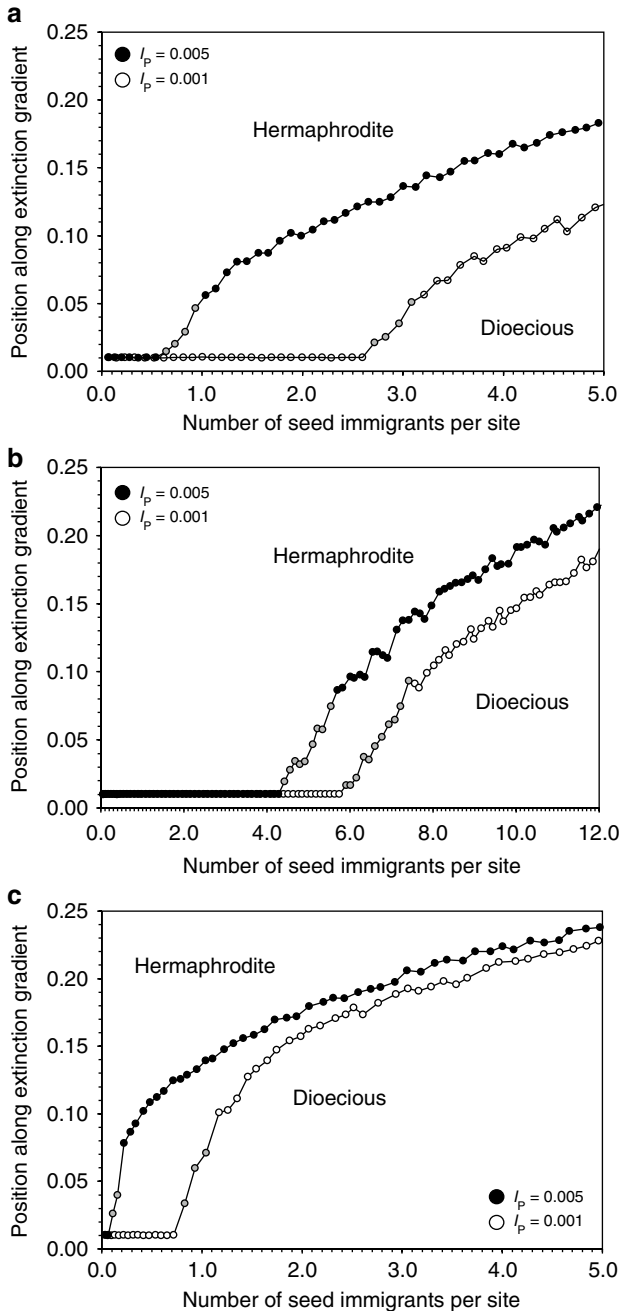 a
0.25
0.20
0.15
0.10
0.05
0.00
Position along extinction gradient
I_P = 0.005
I_P = 0.001
Hermaphrodite
Dioecious
0.0 1.0 2.0 3.0 4.0 5.0
Number of seed immigrants per site
b
0.25
0.20
0.15
0.10
0.05
0.00
Position along extinction gradient
I_P = 0.005
I_P = 0.001
Hermaphrodite
Dioecious
0.0 2.0 4.0 6.0 8.0 10.0 12.0
Number of seed immigrants per site
c
0.25
0.20
0.15
0.10
0.05
0.00
Position along extinction gradient
Hermaphrodite
Dioecious
I_P = 0.005
I_P = 0.001
0.0 1.0 2.0 3.0 4.0 5.0
Number of seed immigrants per site